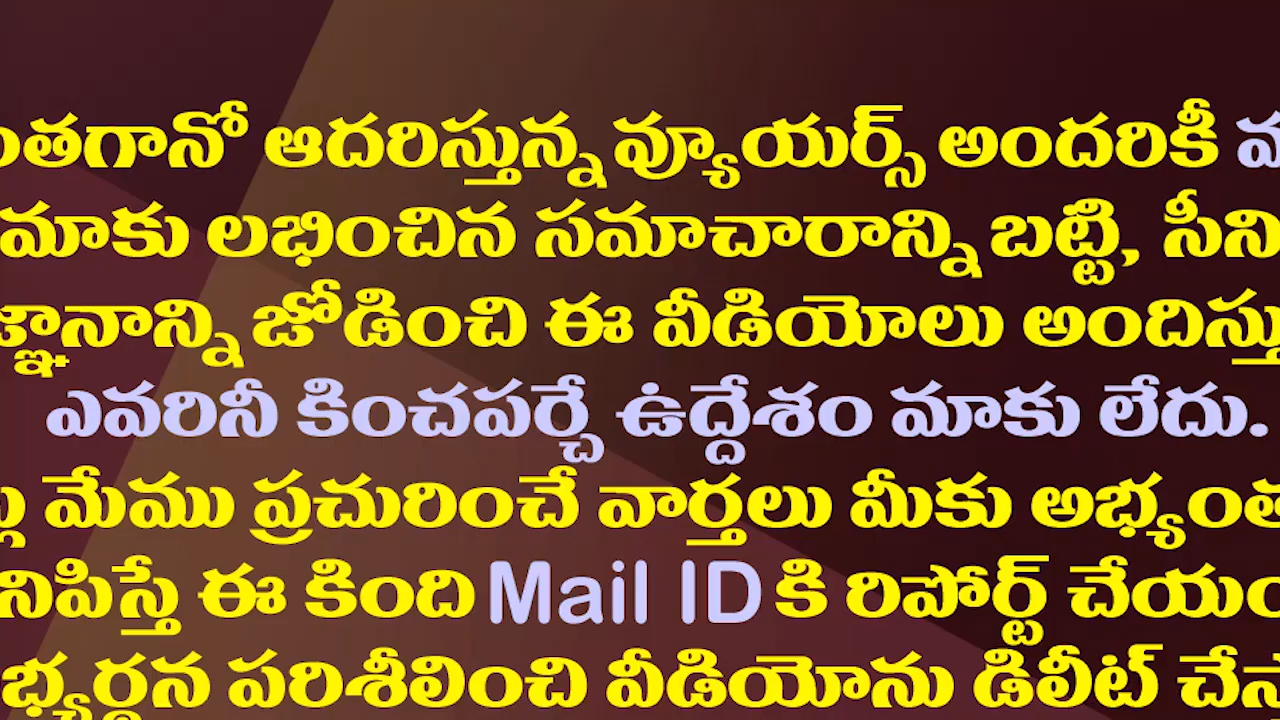 ంతగానో ఆదరిస్తున్న వ్యూయర్స్ అందరికీ
మాకు లభించిన సమాచారాన్ని బట్టి, సీని
జ్ఞానాన్ని జోడించి ఈ వీడియోలు అందిస్తు
ఎవరినీ కించపర్చే ఉద్దేశం మాకు లేదు.
ల్ల మేము ప్రచురించే వార్తలు మీకు అభ్యంత
నిపిస్తే ఈ కింది Mail ID కి రిపోర్ట్ చేయం
భ్యర్థన పరిశీలించి వీడియోను డిలీట్ చేస